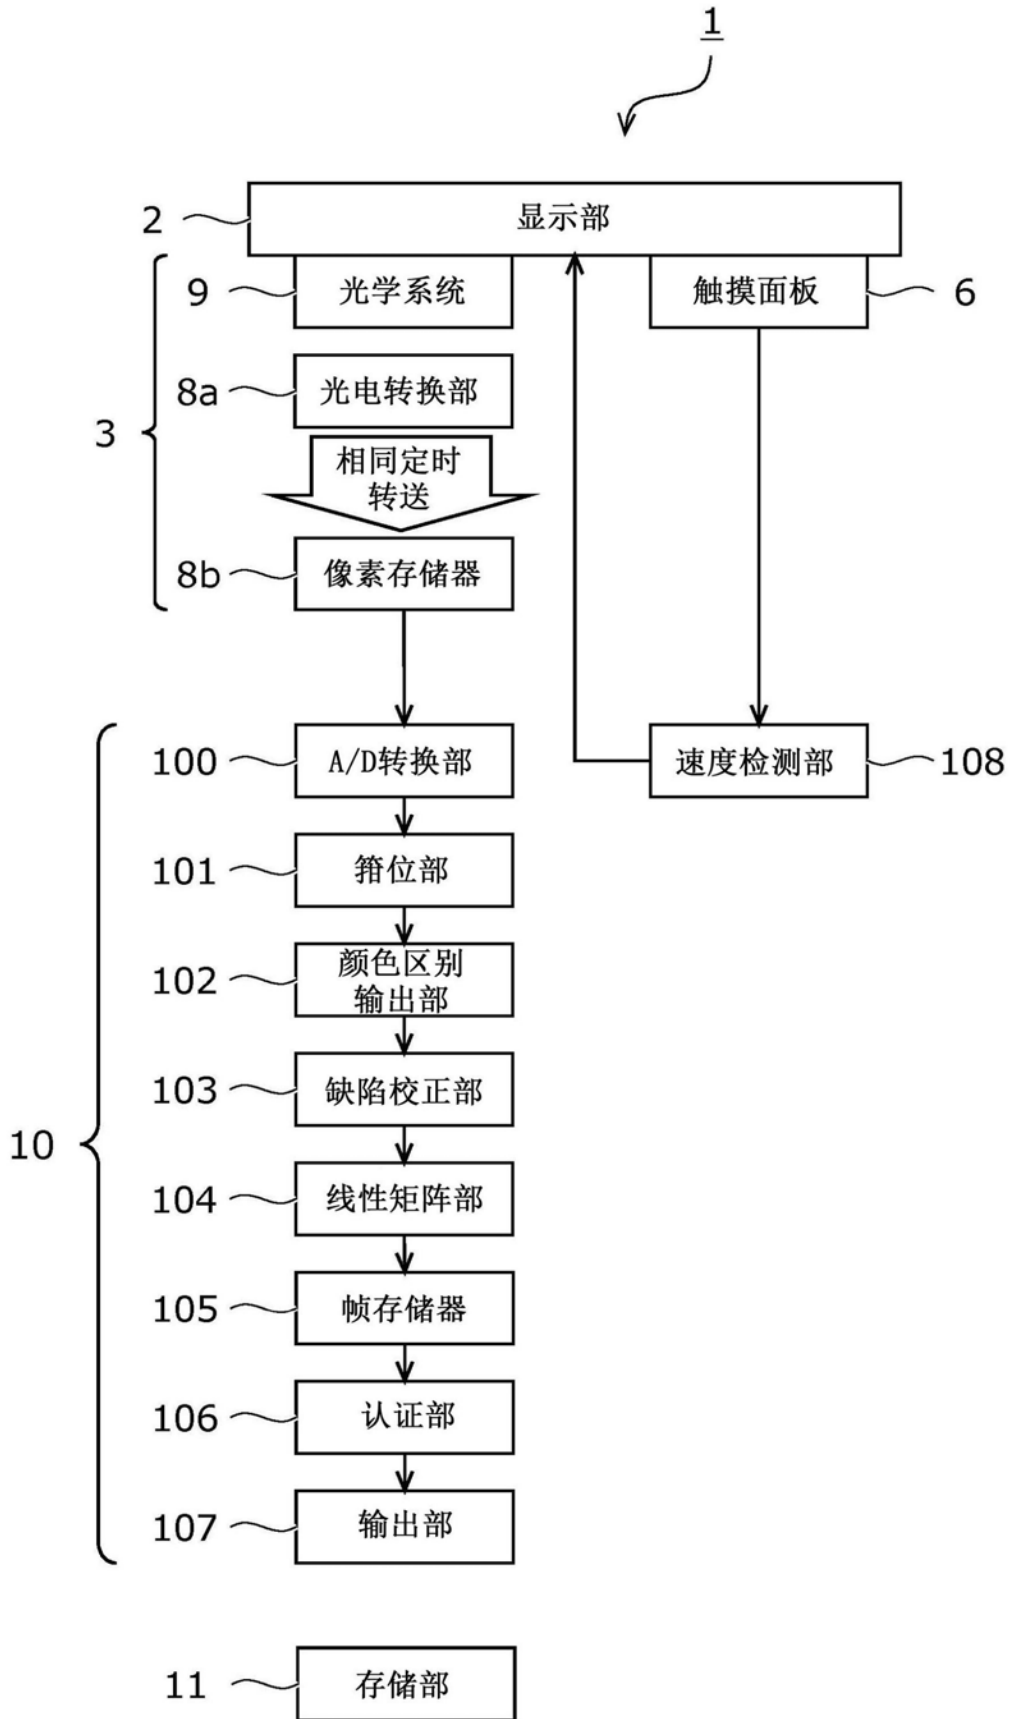 1
2
显示部
9
光学系统
触摸面板
6
8a
光电转换部
3
相同定时
转送
8b
像素存储器
100
A/D转换部
速度检测部
108
101
箝位部
102
颜色区别
输出部
103
缺陷校正部
10
104
线性矩阵部
105
帧存储器
106
认证部
107
输出部
11
存储部